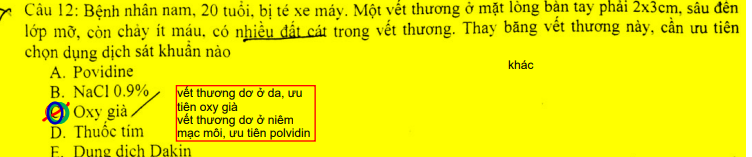 Câu 12: Bệnh nhân nam, 20 tuổi, bị té xe máy. Một vết thương ở mặt lòng bàn tay phải 2x3cm, sâu đến
lớp mỡ, còn chảy ít máu, có nhiều đất cát trong vết thương. Thay băng vết thương này, cần ưu tiên
chọn dụng dịch sát khuẩn nào
khác
A. Povidine
B. NaCl 0.9%
Oxy già
D. Thuốc tím
E. Dung dịch Dakin
vết thương dơ ở da, ưu
tiên oxy già
vết thương dơ ở niêm
mạc môi, ưu tiên polvidin